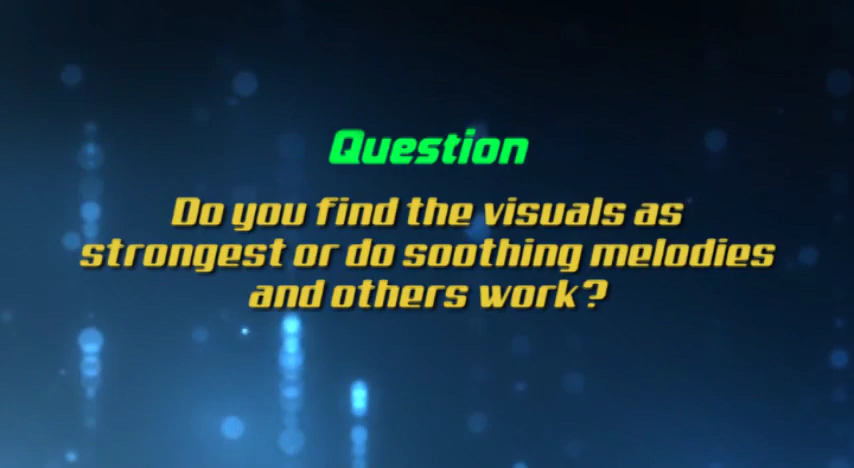 Question
Do you find the visuals as
strongest or do soothing melodies
and others work?